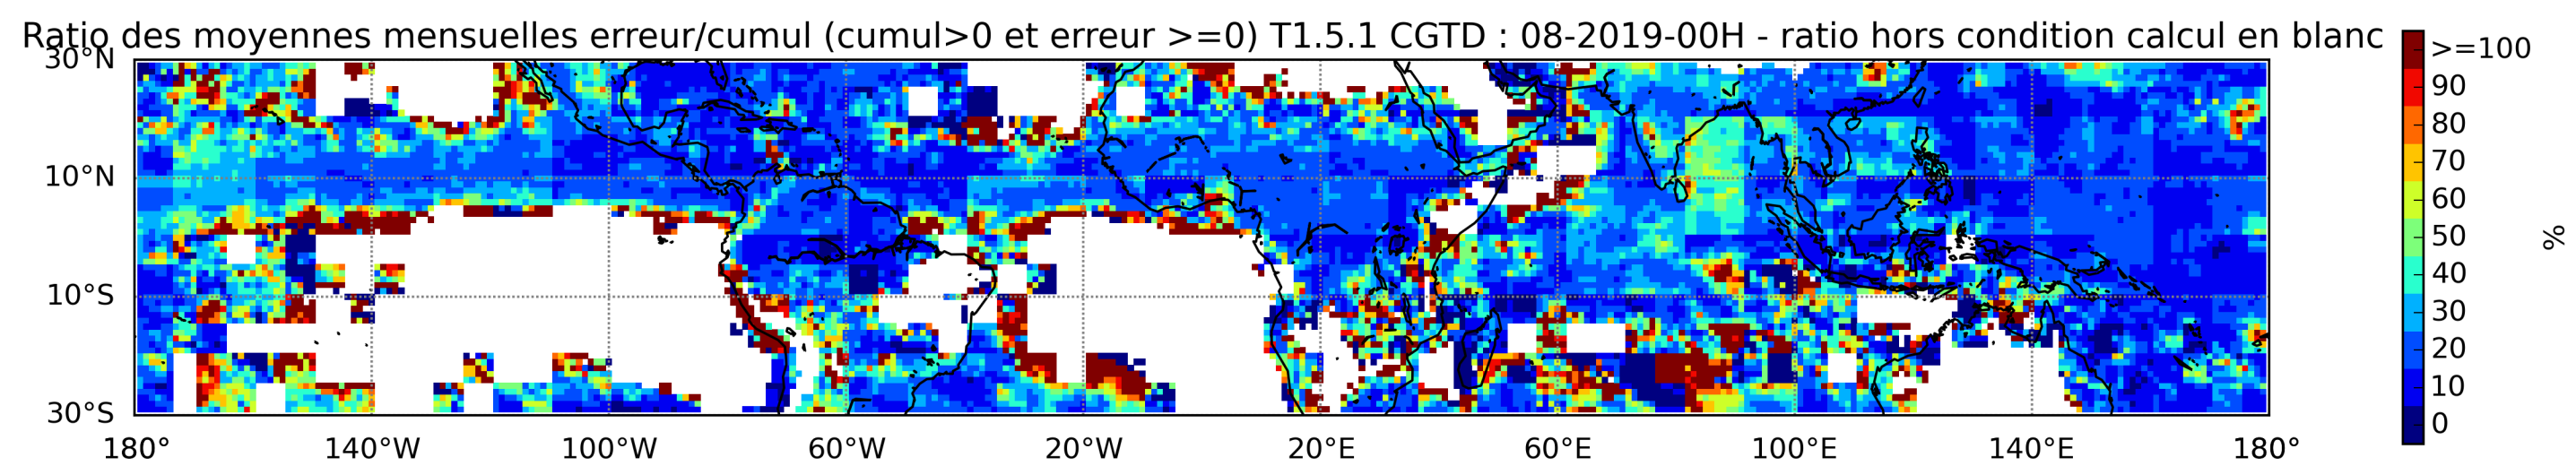 Ratio des moyennes mensuelles erreur/cumul (cumul>0 et erreur >=0) T1.5.1 CGTD : 08-2019-00H - ratio hors condition calcul en blanc
30°N
10°N
10°S
30°S
180° 140°W 100°W 60°W 20°W 20°E 60°E 100°E 140°E 180°
>=100
90
80
70
60
50
40
30
20
10
0
%